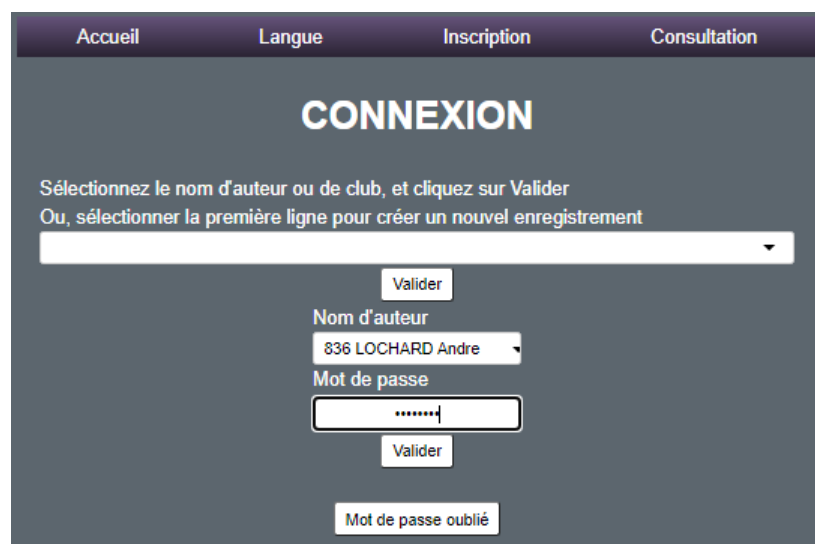 Accueil Langue Inscription Consultation
CONNEXION
Sélectionnez le nom d'auteur ou de club, et cliquez sur Valider
Ou, sélectionner la première ligne pour créer un nouvel enregistrement
Valider
Nom d'auteur
836 LOCHARD Andre
Mot de passe
••••••••
Valider
Mot de passe oublié